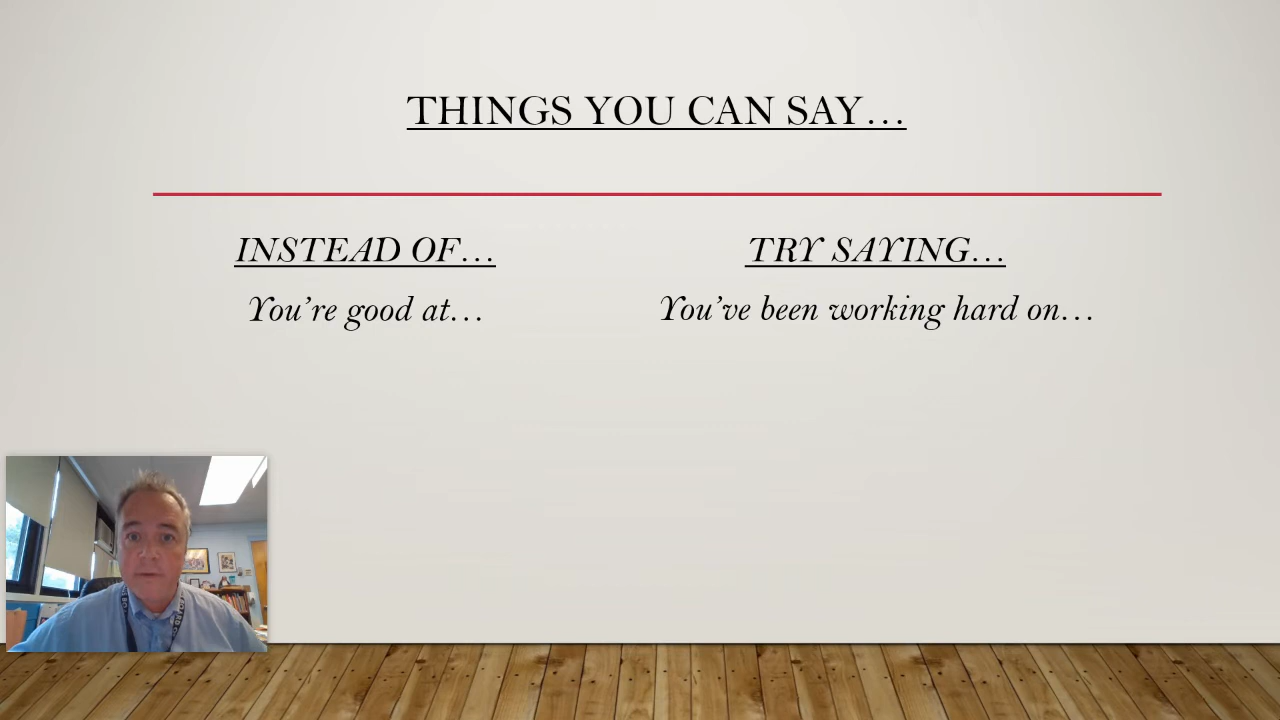 THINGS YOU CAN SAY…
INSTEAD OF…
You're good at…
TRY SAYING…
You've been working hard on…